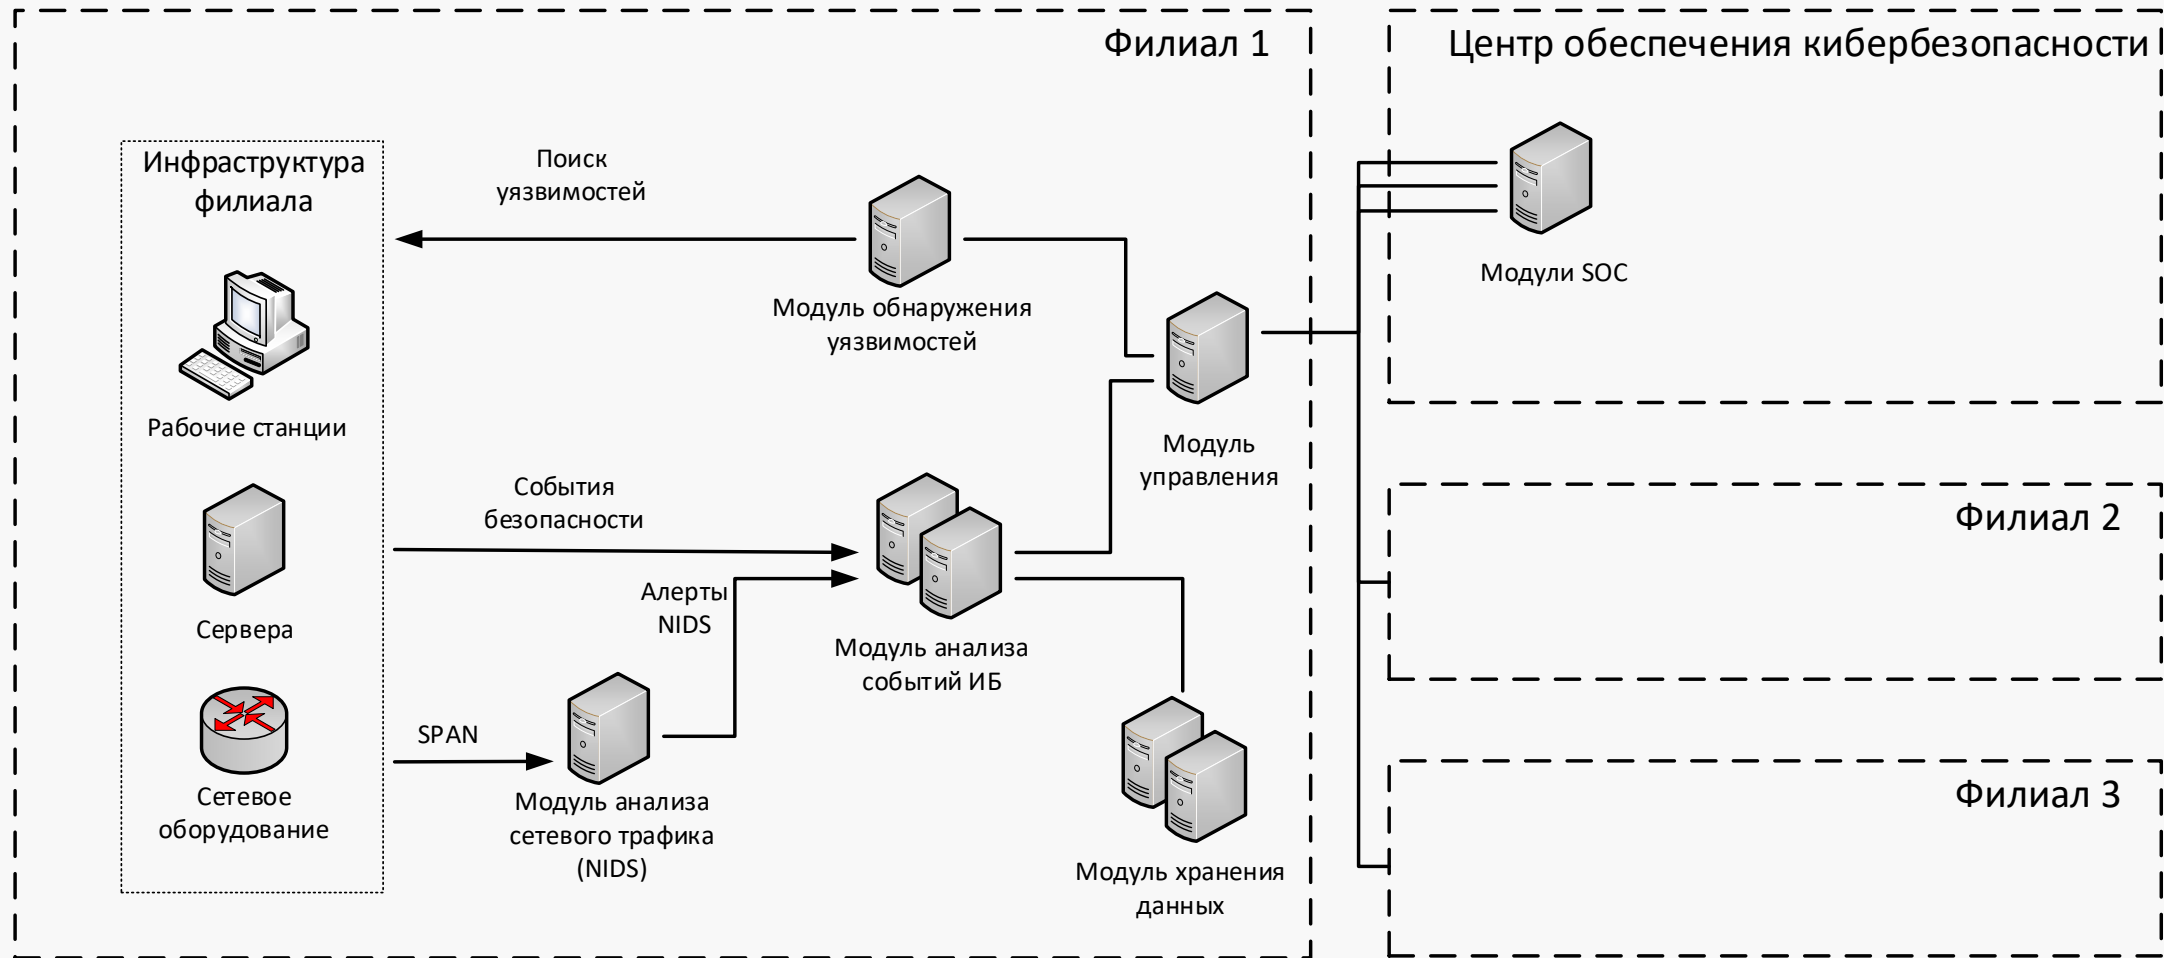 Филиал 1
Центр обеспечения кибербезопасности
Инфраструктура
филиала
Поиск
уязвимостей
Модуль обнаружения
уязвимостей
Модули SOC
Рабочие станции
Модуль
управления
События
безопасности
Филиал 2
Алерты
NIDS
Сервера
Модуль анализа
событий ИБ
SPAN
Сетевое
оборудование
Модуль анализа
сетевого трафика
(NIDS)
Филиал 3
Модуль хранения
данных